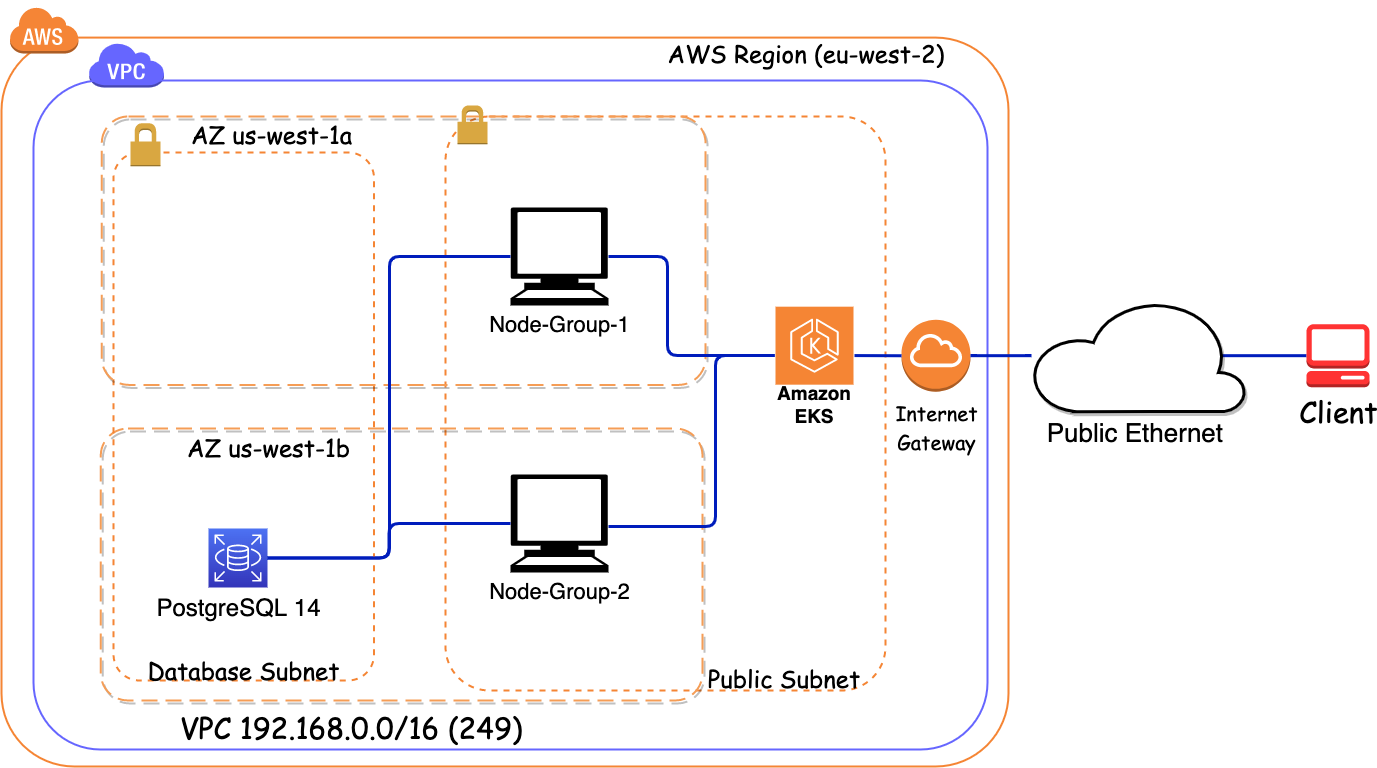 AWS
AWS Region (eu-west-2)
VPC
AZ us-west-1a
Node-Group-1
K
Amazon
EKS
Internet
Gateway
Public Ethernet
Client
AZ us-west-1b
PostgreSQL 14
Node-Group-2
Database Subnet
Public Subnet
VPC 192.168.0.0/16 (249)